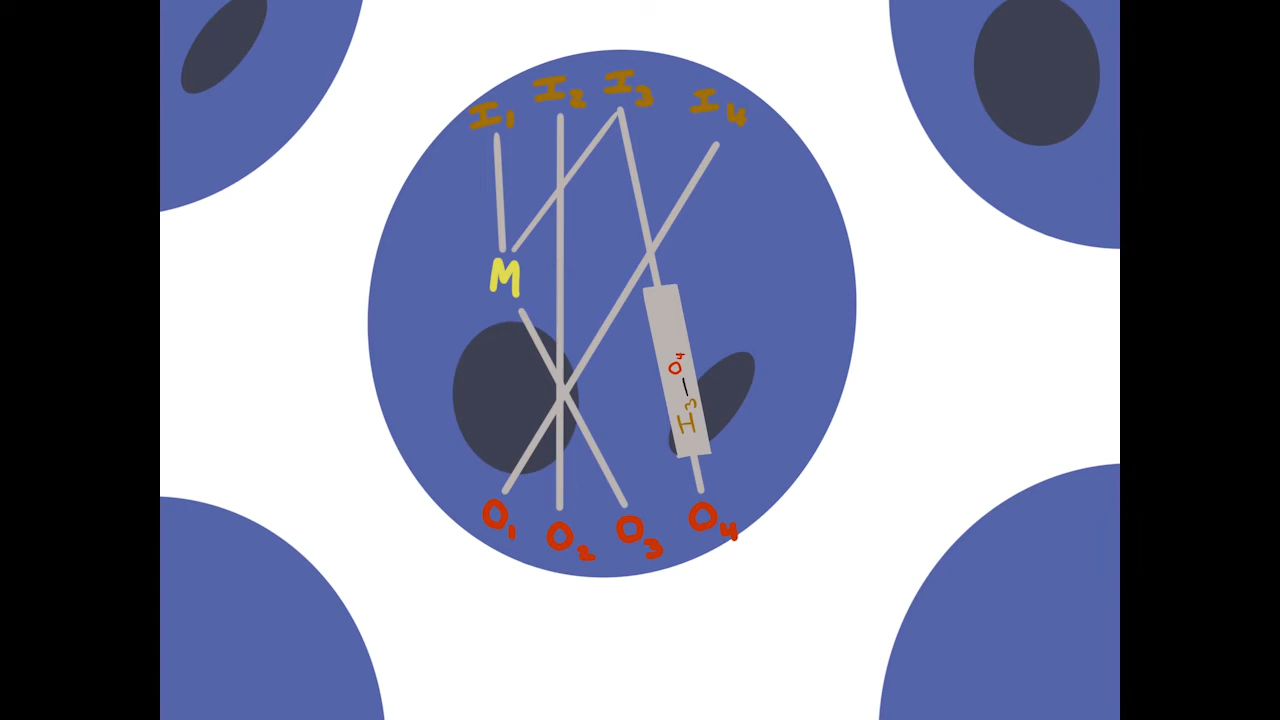 I₁ I₂ I₃ I₄
M
H³—O⁴
O₁ O₂ O₃ O₄